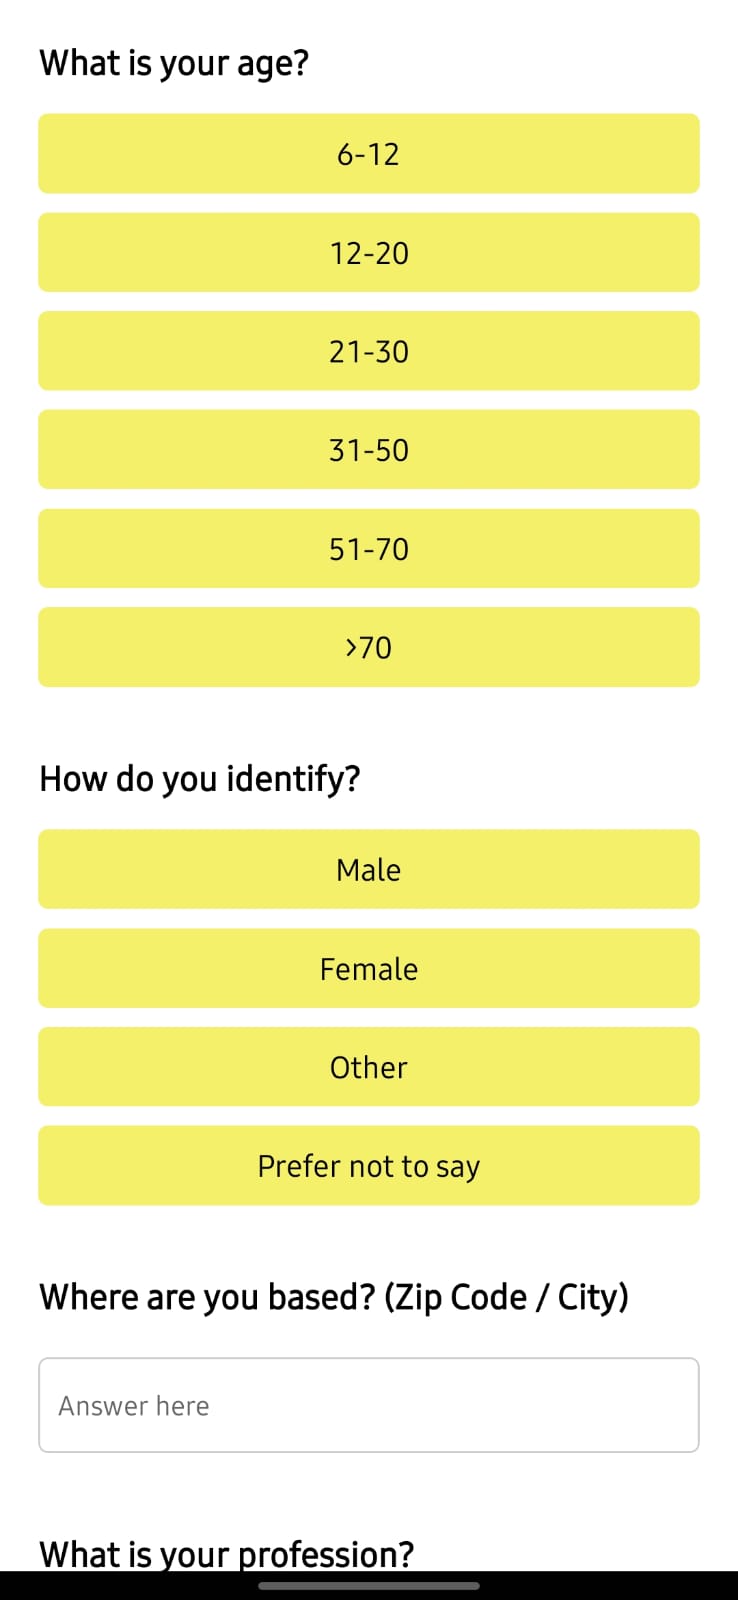 What is your age?
6-12
12-20
21-30
31-50
51-70
>70
How do you identify?
Male
Female
Other
Prefer not to say
Where are you based? (Zip Code / City)
Answer here
What is your profession?